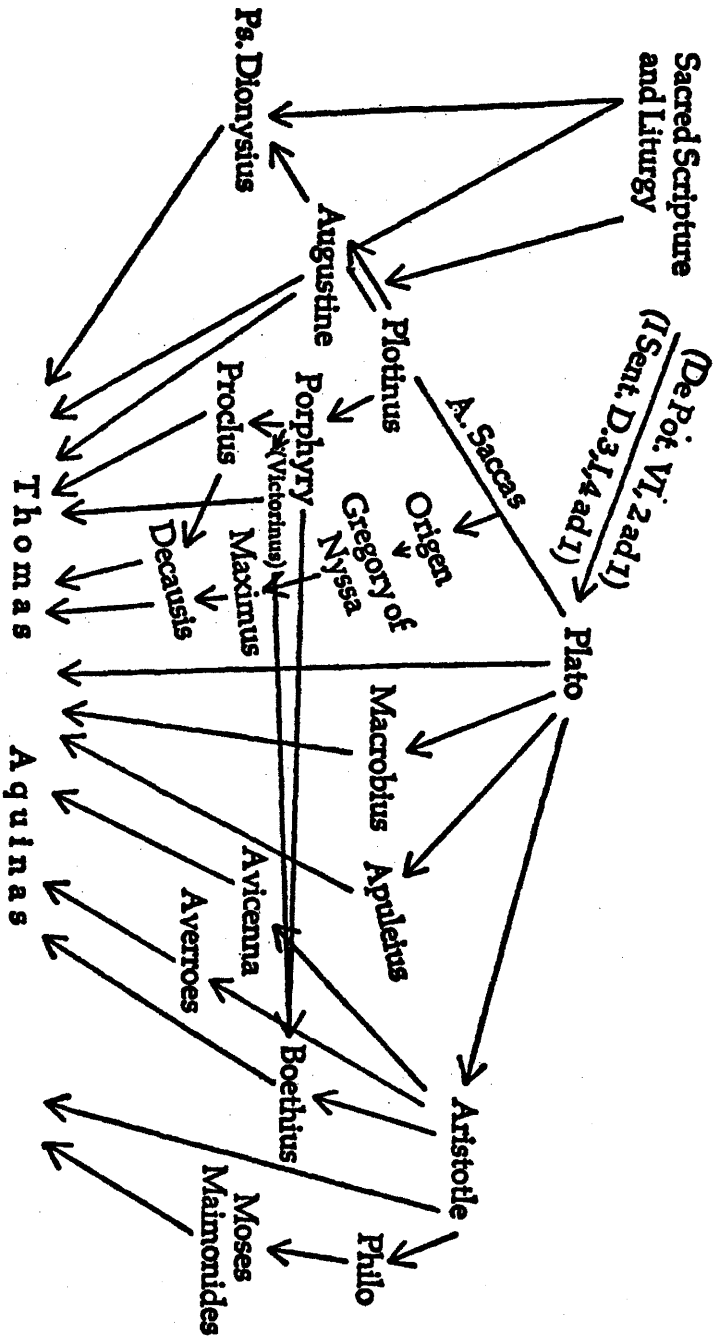 Sacred Scripture
and Liturgy
(De Pot. VI, 2 ad 1)
(1 Sent. D.3,1,4 ad 1)
Plato
A. Saccas
Aristotle
Plotinus
Origen
Gregory of
Nyssa
Macrobius
Apuleius
Philo
Augustine
Porphyry
(Victorinus)
Maximus
Boethius
Moses
Maimonides
Ps. Dionysius
Proclus
Decausis
Avicenna
Averroes
Thomas Aquinas